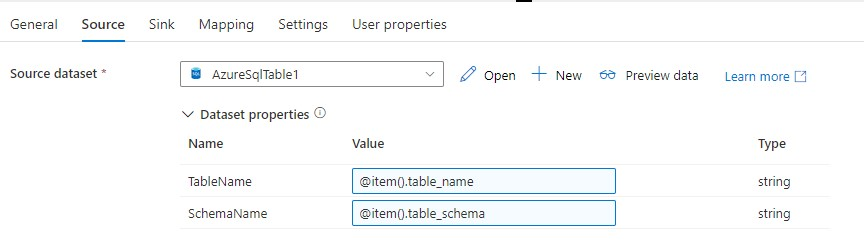 General Source Sink Mapping Settings User properties
Source dataset * AzureSqlTable1 Open New Preview data Learn more
Dataset properties
Name Value Type
TableName @item().table_name string
SchemaName @item().table_schema string